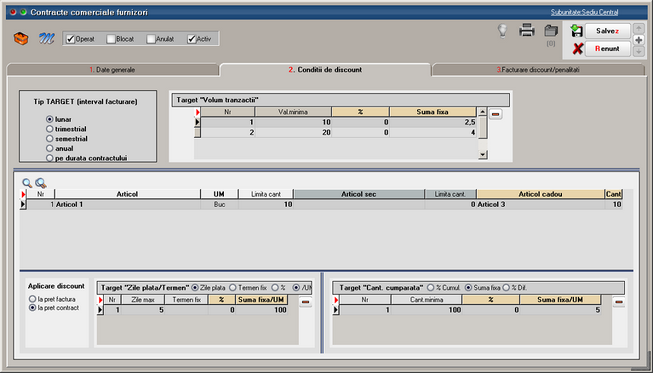 Contracte comerciale furnizori
Subunitate:Sediu Central
Operat Blocat Anulat Activ
(0)
Salvez
Renunt
1. Date generale
2. Conditii de discount
3.Facturare discount/penalitati
Tip TARGET (interval facturare)
lunar
trimestrial
semestrial
anual
pe durata contractului
Target "Volum tranzactii"
Nr Val.minima % Suma fixa
1 10 0 2,5
2 20 0 4
Nr Articol UM Limita cant Articol sec Limita cant. Articol cadou Cant
1 Articol 1 Buc 10 0 Articol 3 10
Aplicare discount
la pret factura
la pret contract
Target "Zile plata/Termen" Zile plata Termen fix % /UM
Nr Zile max Termen fix % Suma fixa/UM
1 5 0 100
Target "Cant. cumparata" % Cumul. Suma fixa % Dif.
Nr Cant.minima % Suma fixa/UM
1 100 0 5